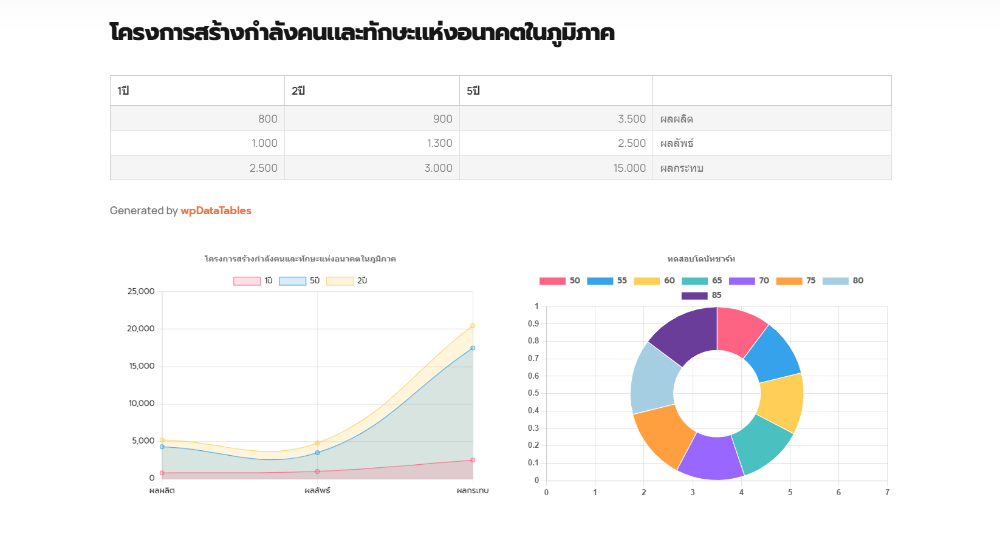 โครงการสร้างกำลังคนและทักษะแห่งอนาคตในภูมิภาค
1ปี 2ปี 5ปี
800 900 3.500 ผลผลิต
1.000 1.300 2.500 ผลลัพธ์
2.500 3.000 15.000 ผลกระทบ
Generated by wpDataTables
โครงการสร้างกำลังคนและทักษะแห่งอนาคตในภูมิภาค
1ปี 5ปี 2ปี
25,000
20,000
15,000
10,000
5,000
0
ผลผลิต ผลลัพธ์ ผลกระทบ
ทดสอบโดนัทชาร์ท
50 55 60 65 70 75 80
85
1
0.9
0.8
0.7
0.6
0.5
0.4
0.3
0.2
0.1
0
0 1 2 3 4 5 6 7